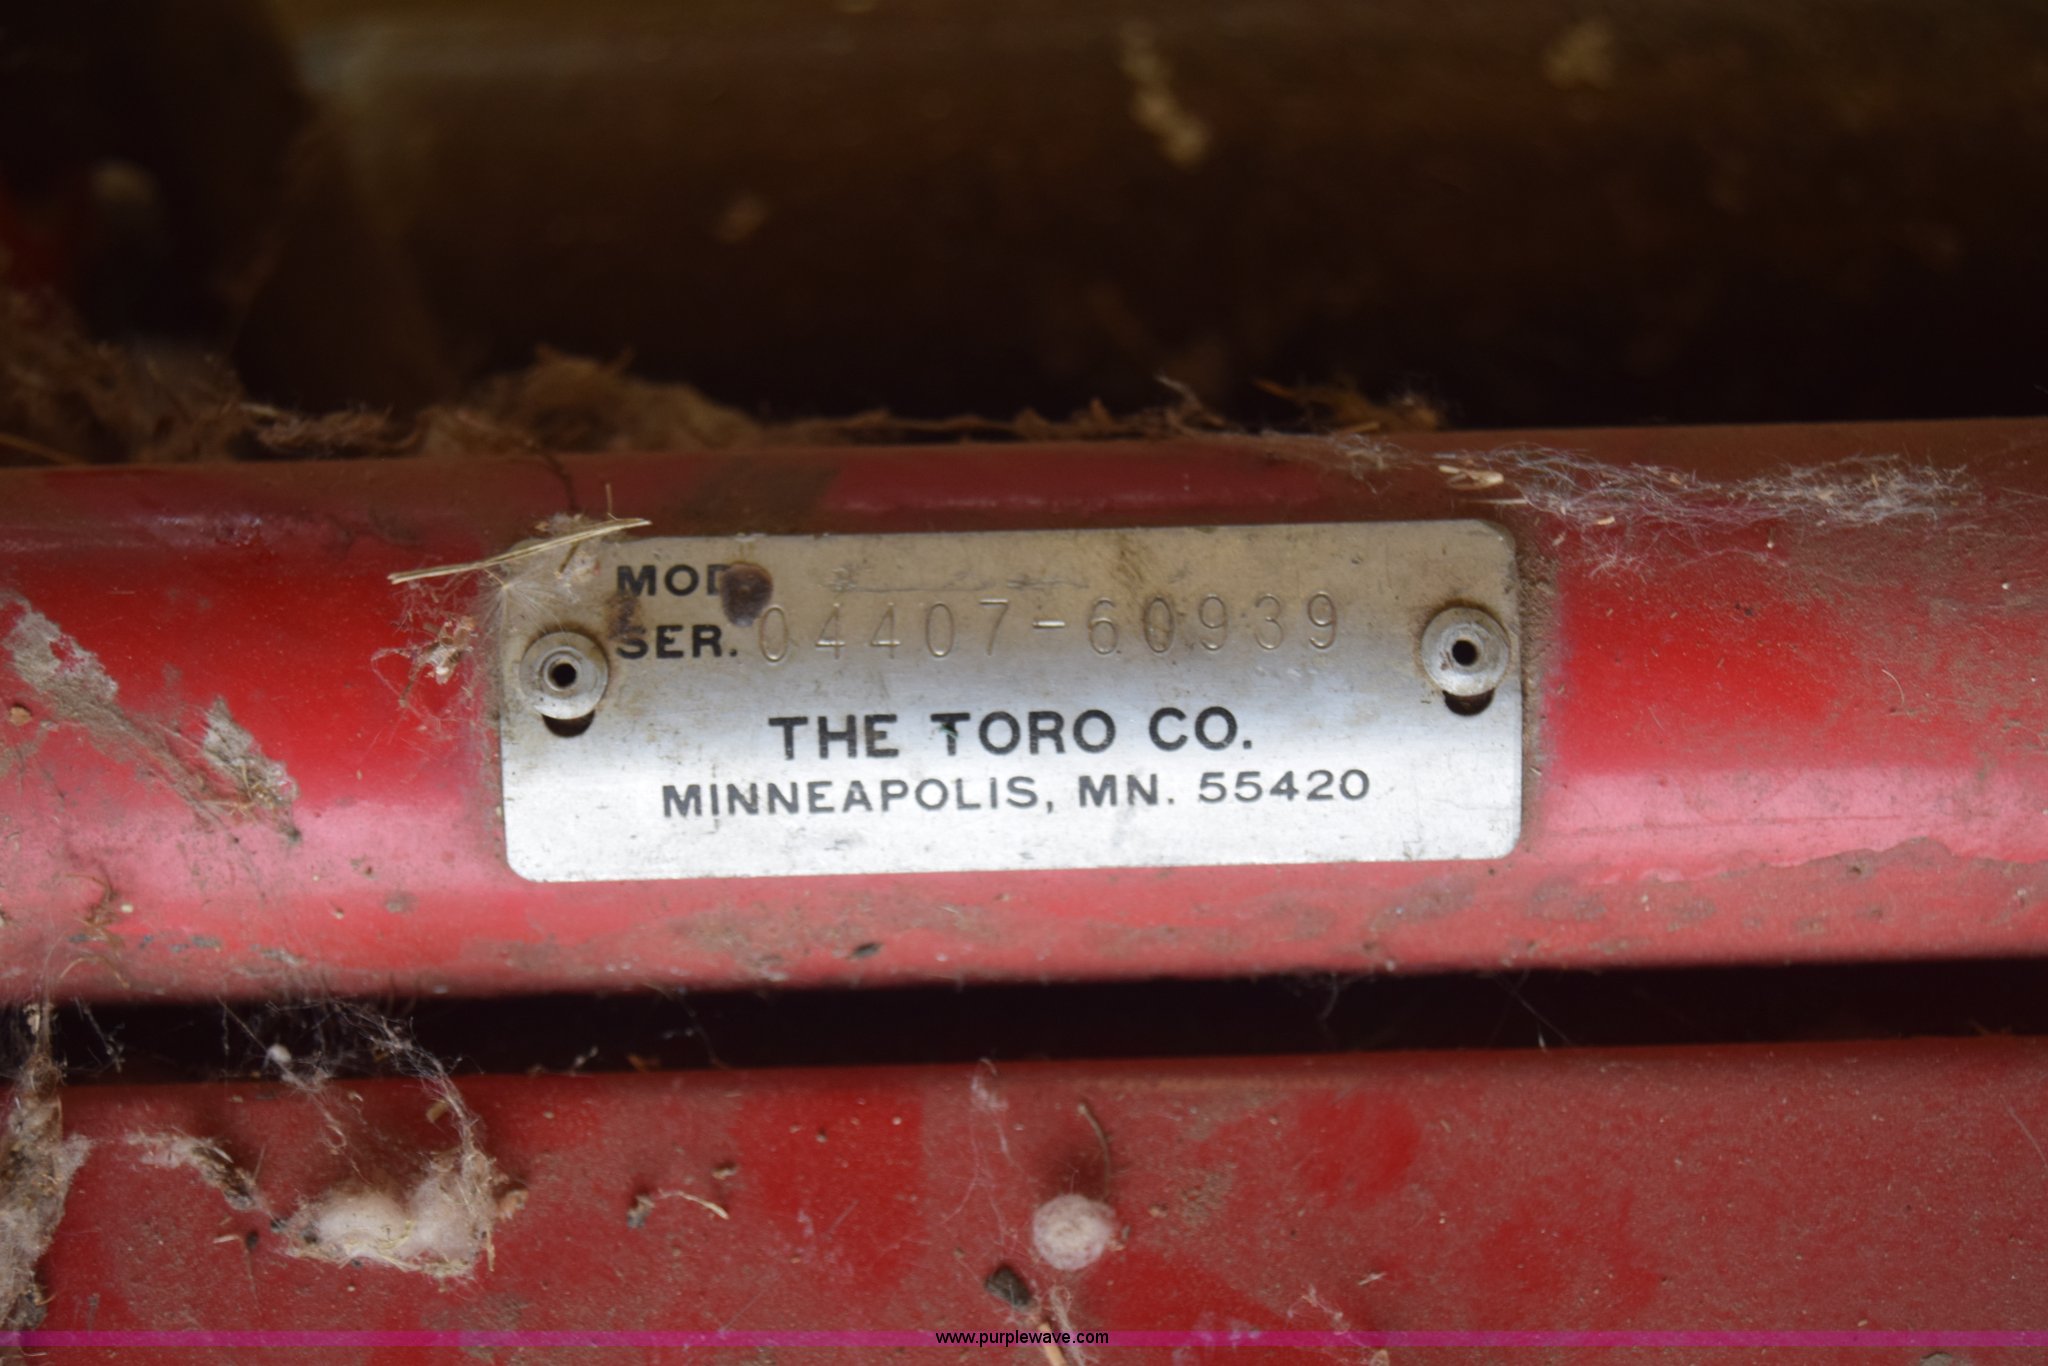 MOD
SER. 04407-60939
THE TORO CO.
MINNEAPOLIS, MN. 55420
www.purplewave.com